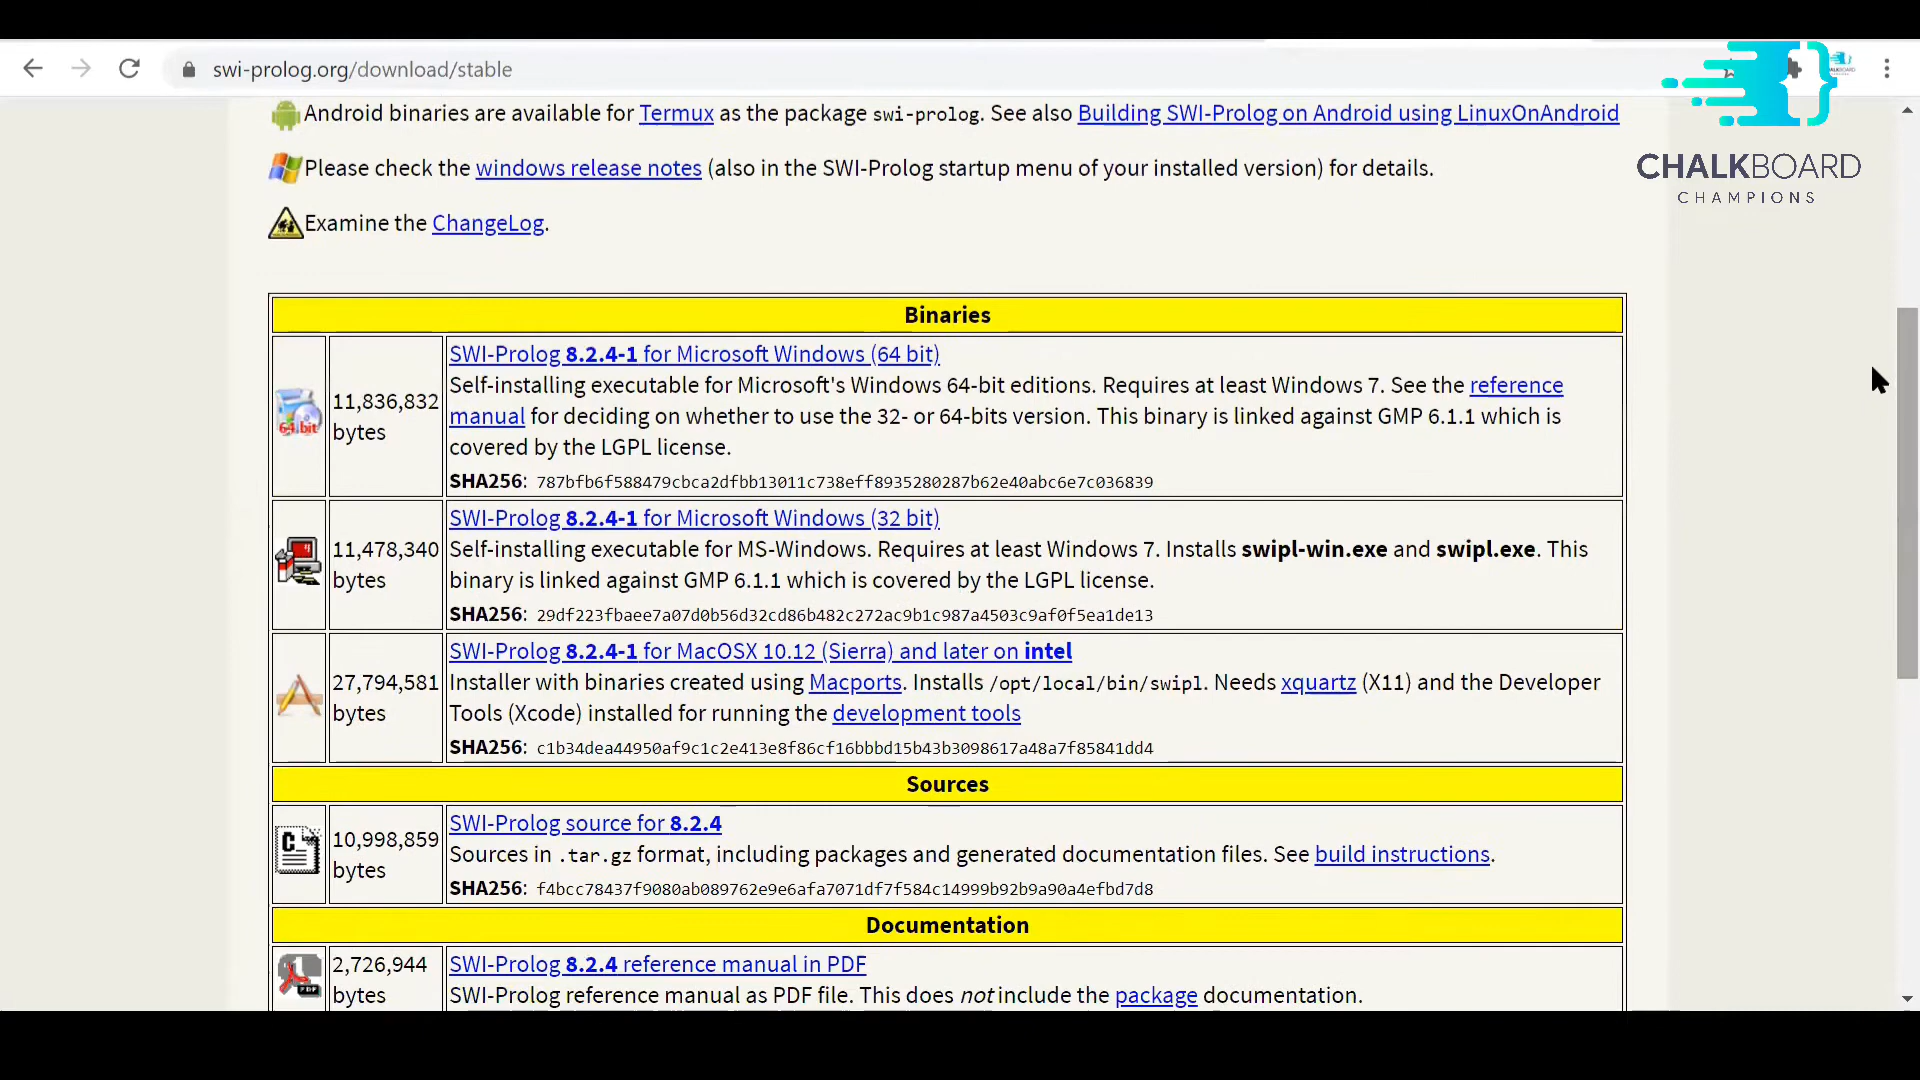 swi-prolog.org/download/stable
Android binaries are available for Termux as the package swi-prolog. See also Building SWI-Prolog on Android using LinuxOnAndroid
Please check the windows release notes (also in the SWI-Prolog startup menu of your installed version) for details.
CHALKBOARD
CHAMPIONS
Examine the ChangeLog.
Binaries
64 bit
11,836,832
bytes
SWI-Prolog 8.2.4-1 for Microsoft Windows (64 bit)
Self-installing executable for Microsoft's Windows 64-bit editions. Requires at least Windows 7. See the reference
manual for deciding on whether to use the 32- or 64-bits version. This binary is linked against GMP 6.1.1 which is
covered by the LGPL license.
SHA256: 787bfb6f588479cbca2dfbb13011c738eff8935280287b62e40abc6e7c036839
11,478,340
bytes
SWI-Prolog 8.2.4-1 for Microsoft Windows (32 bit)
Self-installing executable for MS-Windows. Requires at least Windows 7. Installs swipl-win.exe and swipl.exe. This
binary is linked against GMP 6.1.1 which is covered by the LGPL license.
SHA256: 29df223fbaee7a07d0b56d32cd86b482c272ac9b1c987a4503c9af0f5ea1de13
27,794,581
bytes
SWI-Prolog 8.2.4-1 for MacOSX 10.12 (Sierra) and later on intel
Installer with binaries created using Macports. Installs /opt/local/bin/swipl. Needs xquartz (X11) and the Developer
Tools (Xcode) installed for running the development tools
SHA256: c1b34dea44950af9c1c2e413e8f86cf16bbbd15b43b3098617a48a7f85841dd4
Sources
C
10,998,859
bytes
SWI-Prolog source for 8.2.4
Sources in .tar.gz format, including packages and generated documentation files. See build instructions.
SHA256: f4bcc78437f9080ab089762e9e6afa7071df7f584c14999b92b9a90a4efbd7d8
Documentation
PDF
2,726,944
bytes
SWI-Prolog 8.2.4 reference manual in PDF
SWI-Prolog reference manual as PDF file. This does not include the package documentation.